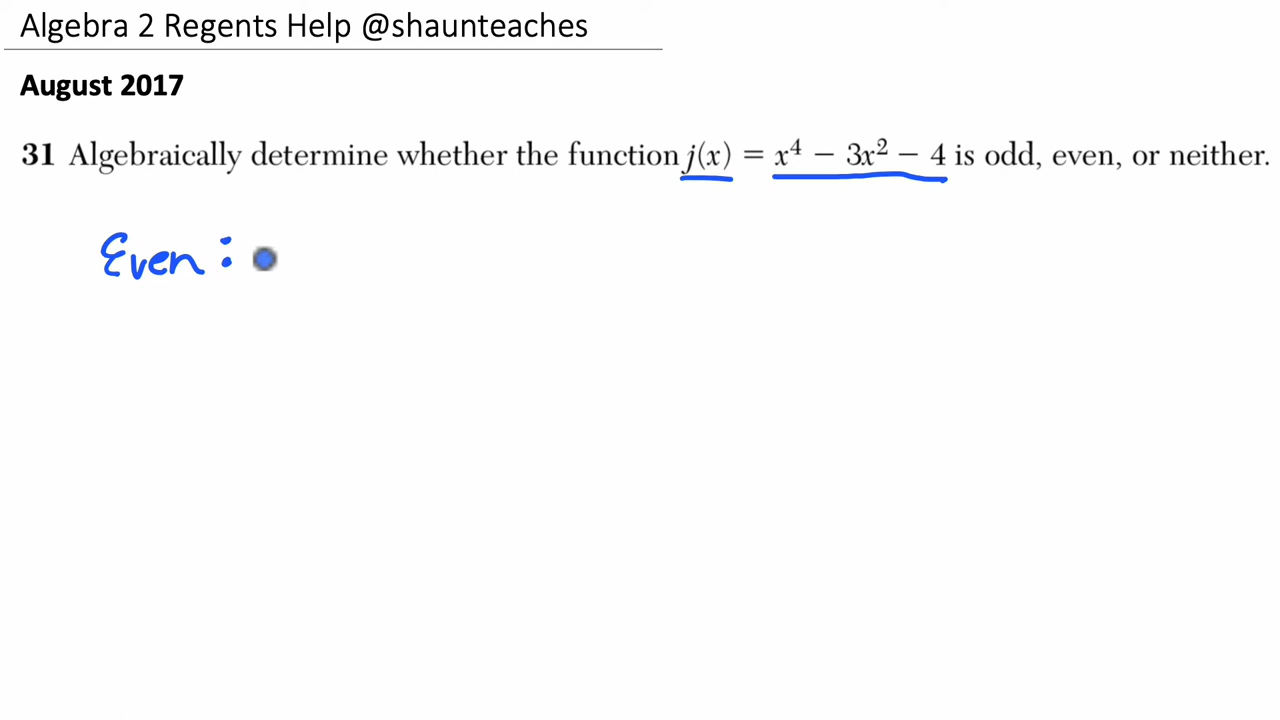 Algebra 2 Regents Help @shaunteaches
August 2017
31 Algebraically determine whether the function j(x) = x⁴ − 3x² − 4 is odd, even, or neither.
Even :